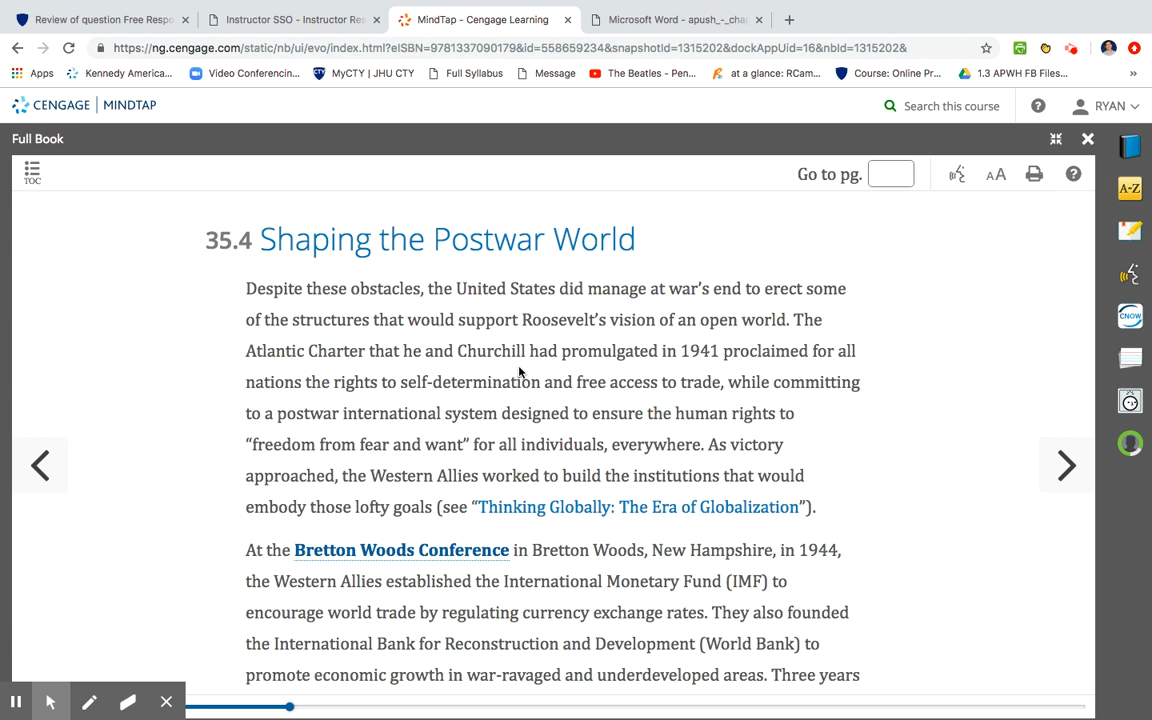 Review of question Free Respo
Instructor SSO - Instructor Res
MindTap - Cengage Learning
Microsoft Word - apush_-_cha
https://ng.cengage.com/static/nb/ui/evo/index.html?eISBN=9781337090179&id=558659234&snapshotId=1315202&dockAppUid=16&nbId=1315202&
Apps
Kennedy America...
Video Conferencin...
MyCTY | JHU CTY
Full Syllabus
Message
The Beatles - Pen...
at a glance: RCam...
Course: Online Pr...
1.3 APWH FB Files...
»
CENGAGE | MINDTAP
Search this course
RYAN
Full Book
TOC
Go to pg.
AA
A-Z
CNOW
35.4 Shaping the Postwar World
Despite these obstacles, the United States did manage at war's end to erect some
of the structures that would support Roosevelt's vision of an open world. The
Atlantic Charter that he and Churchill had promulgated in 1941 proclaimed for all
nations the rights to self-determination and free access to trade, while committing
to a postwar international system designed to ensure the human rights to
“freedom from fear and want” for all individuals, everywhere. As victory
approached, the Western Allies worked to build the institutions that would
embody those lofty goals (see “Thinking Globally: The Era of Globalization”).
At the Bretton Woods Conference in Bretton Woods, New Hampshire, in 1944,
the Western Allies established the International Monetary Fund (IMF) to
encourage world trade by regulating currency exchange rates. They also founded
the International Bank for Reconstruction and Development (World Bank) to
promote economic growth in war-ravaged and underdeveloped areas. Three years